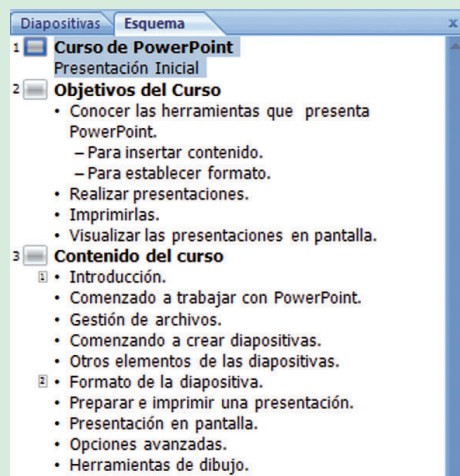 Diapositivas Esquema x
1 Curso de PowerPoint
Presentación Inicial
2 Objetivos del Curso
• Conocer las herramientas que presenta
PowerPoint.
– Para insertar contenido.
– Para establecer formato.
• Realizar presentaciones.
• Imprimirlas.
• Visualizar las presentaciones en pantalla.
3 Contenido del curso
1 • Introducción.
• Comenzado a trabajar con PowerPoint.
• Gestión de archivos.
• Comenzando a crear diapositivas.
• Otros elementos de las diapositivas.
2 • Formato de la diapositiva.
• Preparar e imprimir una presentación.
• Presentación en pantalla.
• Opciones avanzadas.
• Herramientas de dibujo.